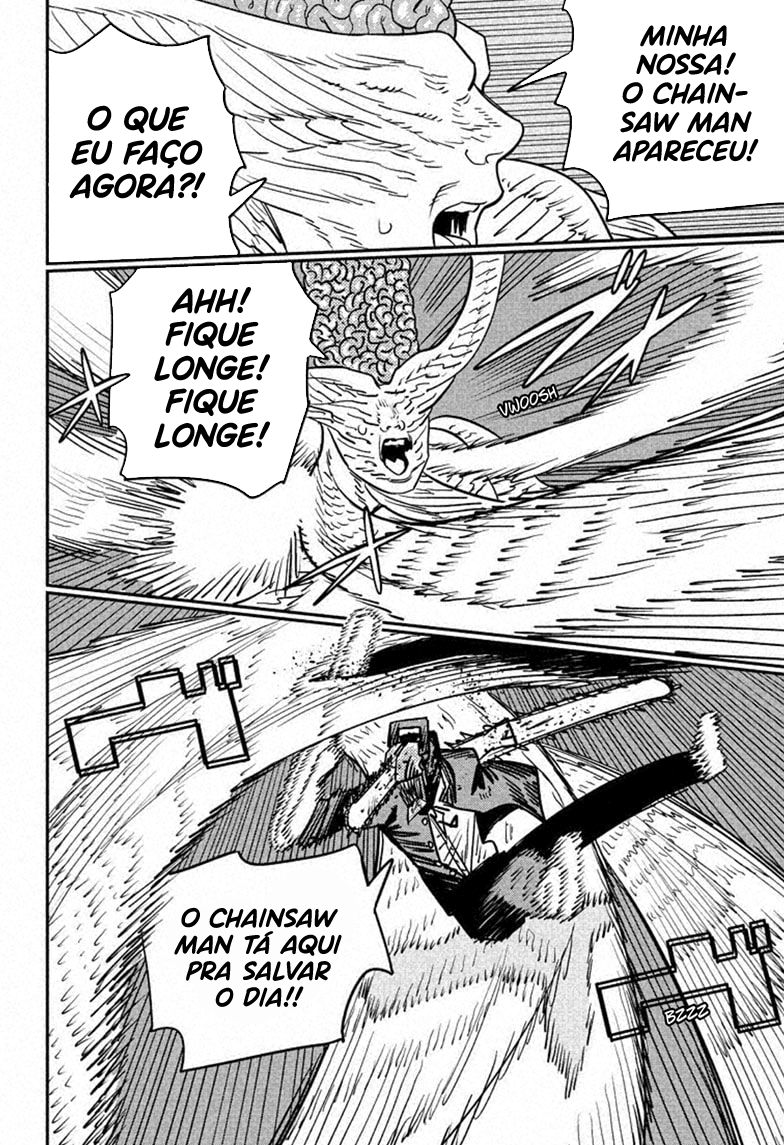 MINHA
NOSSA!
O CHAIN-
SAW MAN
APARECEU!
O QUE
EU FAÇO
AGORA?!
AHH!
FIQUE
LONGE!
FIQUE
LONGE!
VWOOSH
O CHAINSAW
MAN TÁ AQUI
PRA SALVAR
O DIA!!
BZZZ